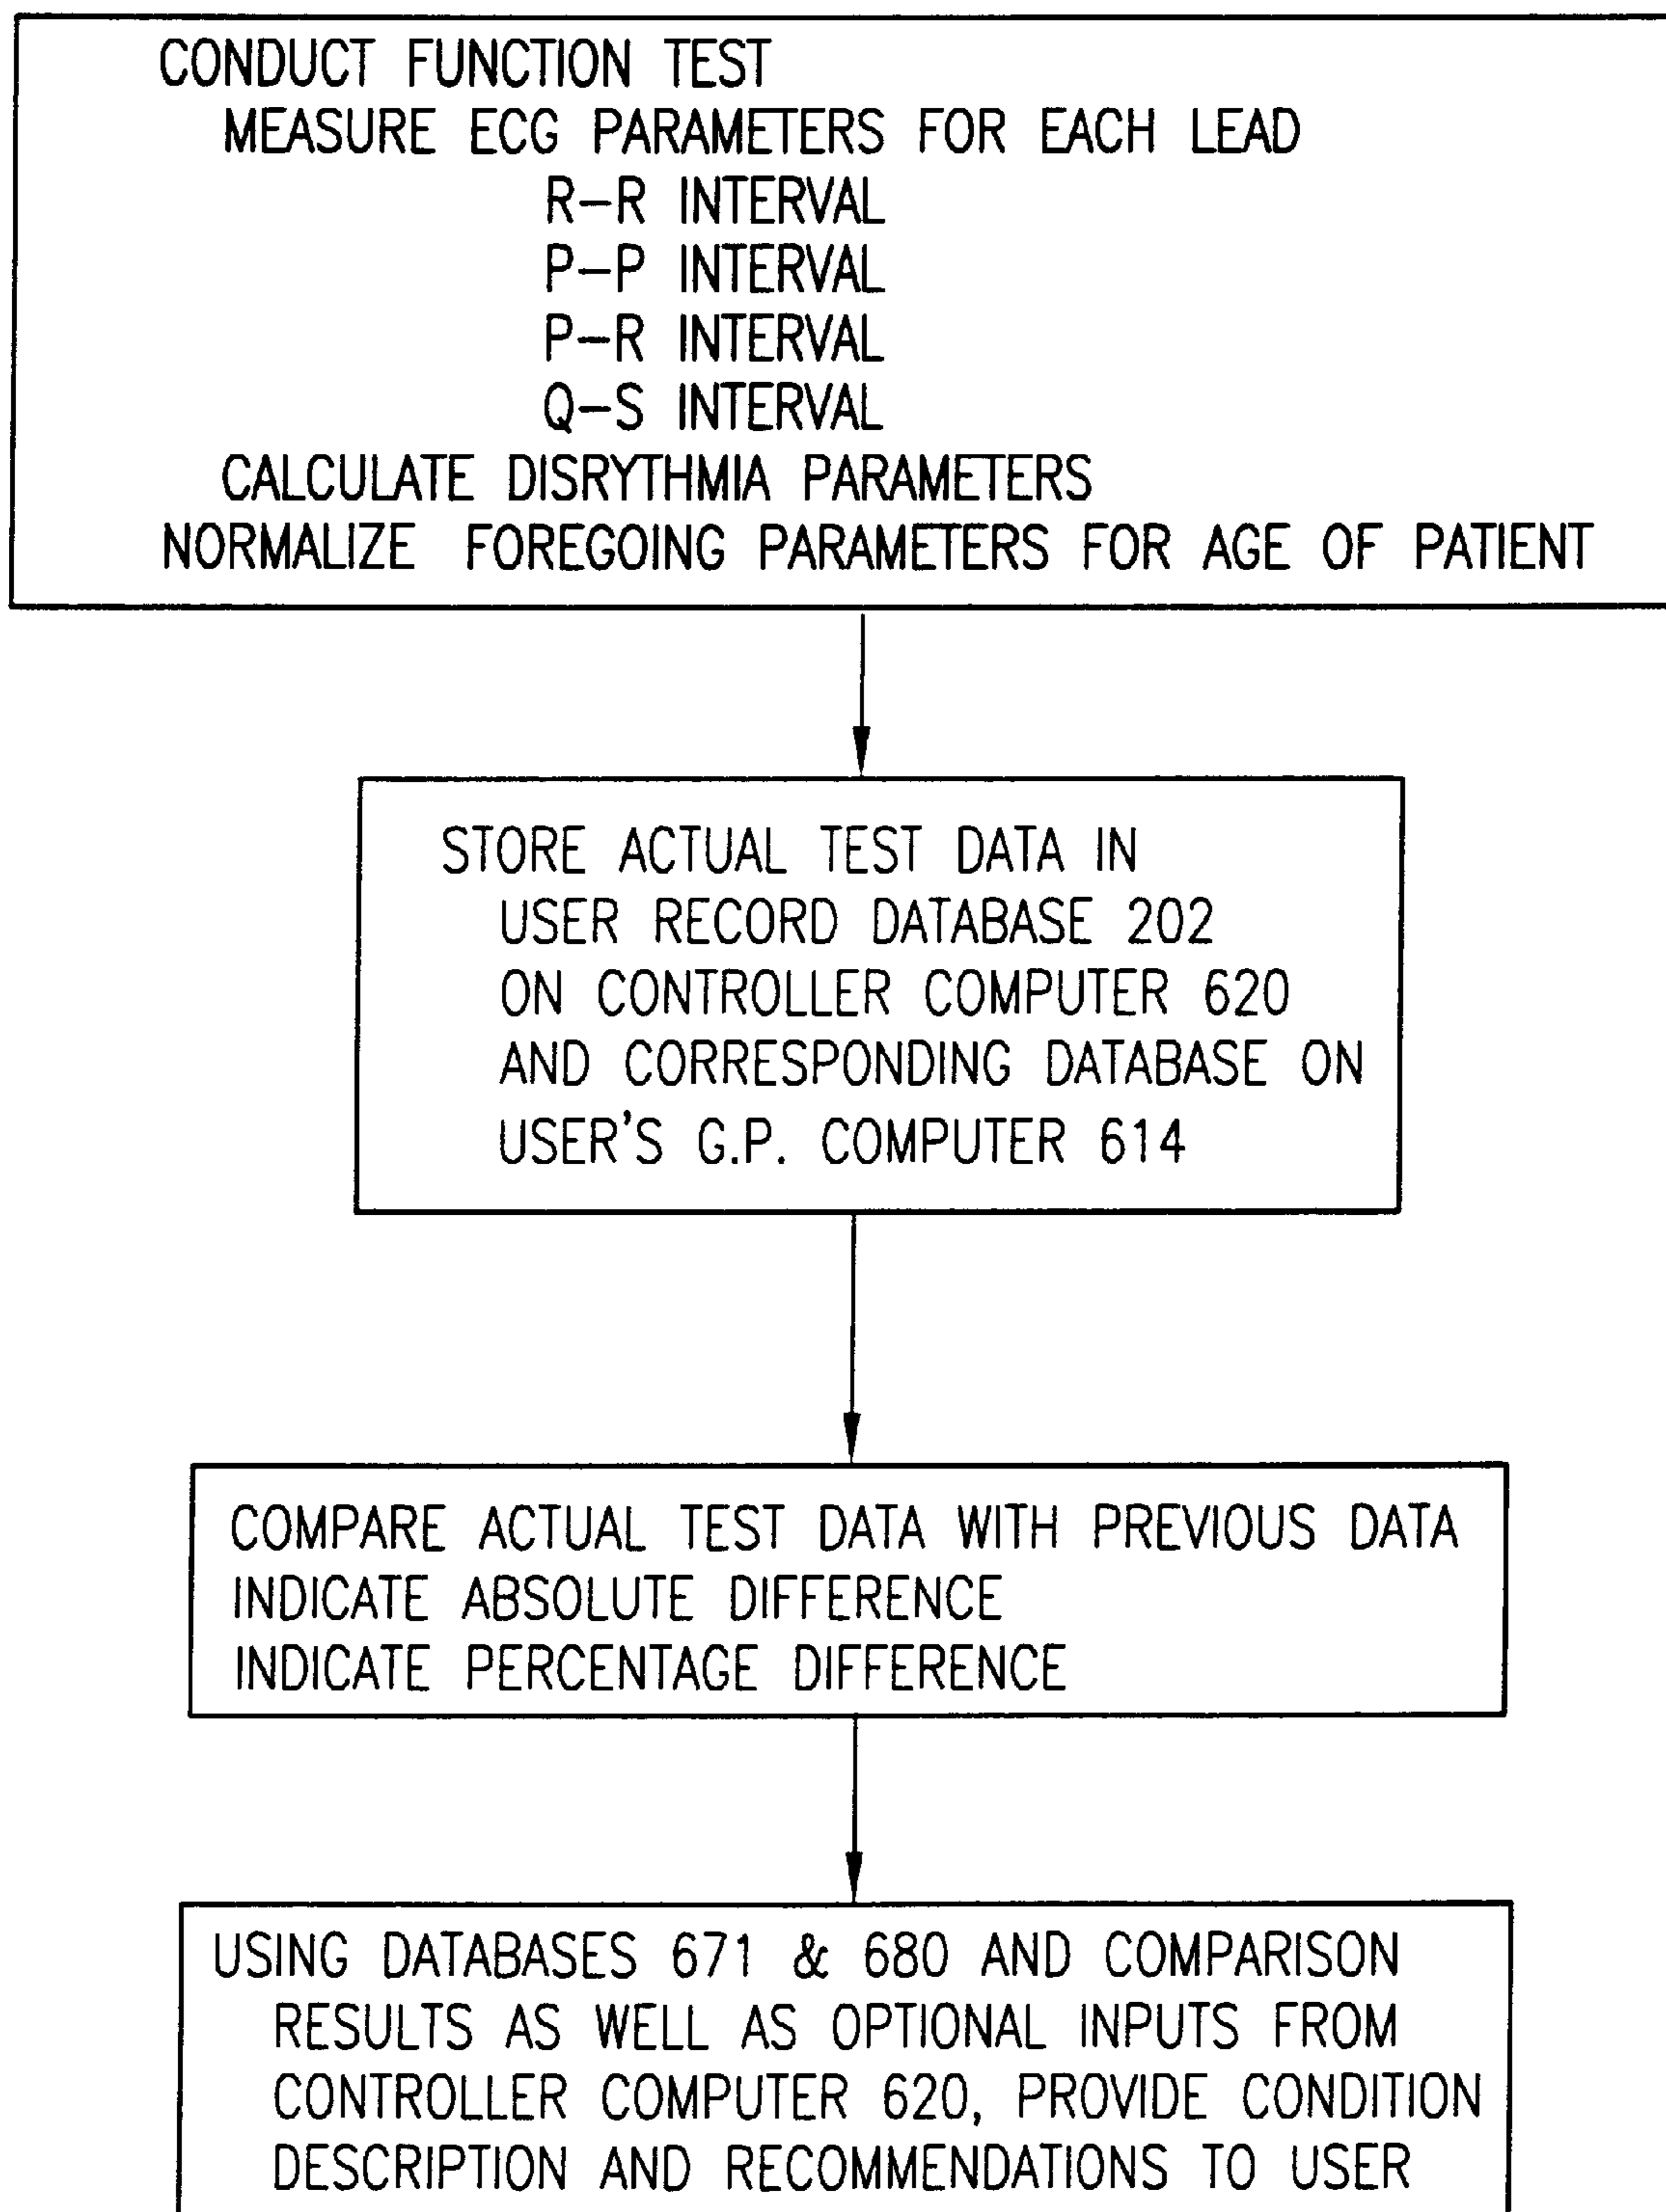 CONDUCT FUNCTION TEST
MEASURE ECG PARAMETERS FOR EACH LEAD
R-R INTERVAL
P-P INTERVAL
P-R INTERVAL
Q-S INTERVAL
CALCULATE DISRYTHMIA PARAMETERS
NORMALIZE FOREGOING PARAMETERS FOR AGE OF PATIENT
STORE ACTUAL TEST DATA IN
USER RECORD DATABASE 202
ON CONTROLLER COMPUTER 620
AND CORRESPONDING DATABASE ON
USER'S G.P. COMPUTER 614
COMPARE ACTUAL TEST DATA WITH PREVIOUS DATA
INDICATE ABSOLUTE DIFFERENCE
INDICATE PERCENTAGE DIFFERENCE
USING DATABASES 671 & 680 AND COMPARISON
RESULTS AS WELL AS OPTIONAL INPUTS FROM
CONTROLLER COMPUTER 620, PROVIDE CONDITION
DESCRIPTION AND RECOMMENDATIONS TO USER